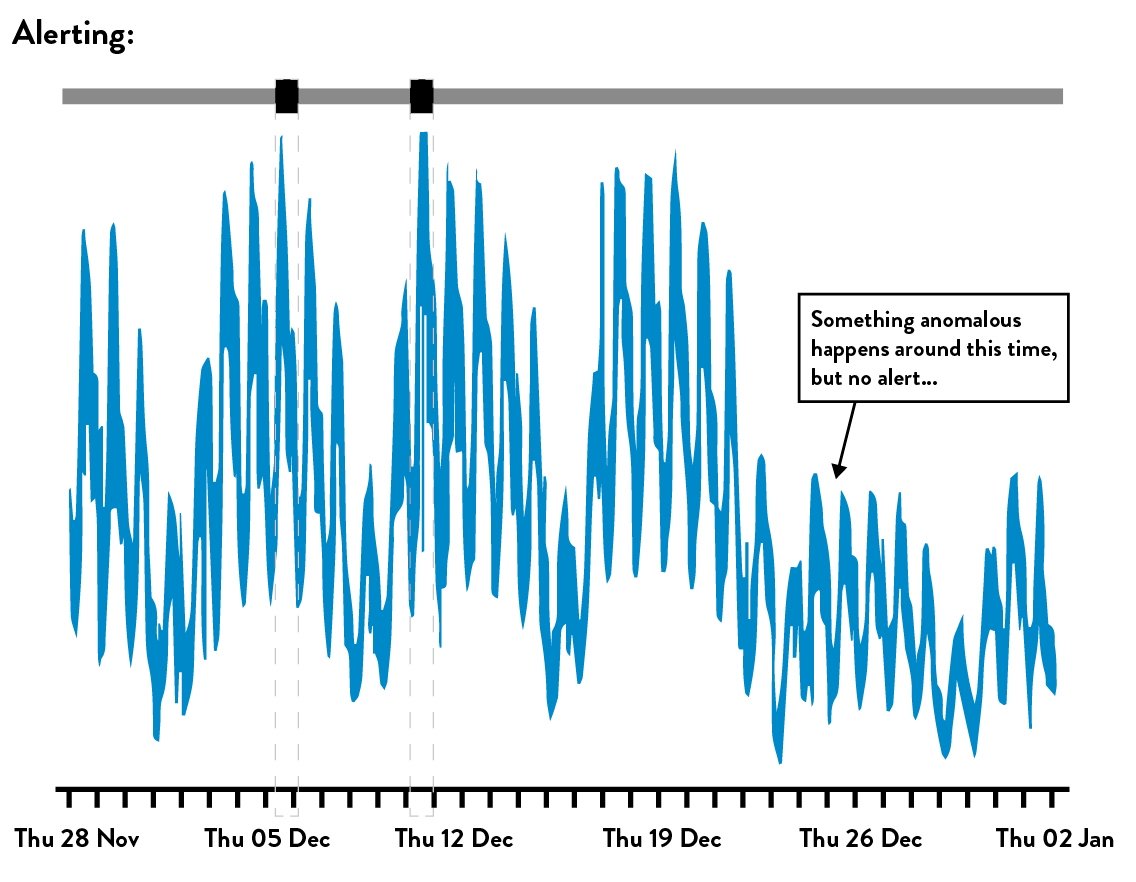 Alerting:
Something anomalous
happens around this time,
but no alert...
Thu 28 Nov Thu 05 Dec Thu 12 Dec Thu 19 Dec Thu 26 Dec Thu 02 Jan